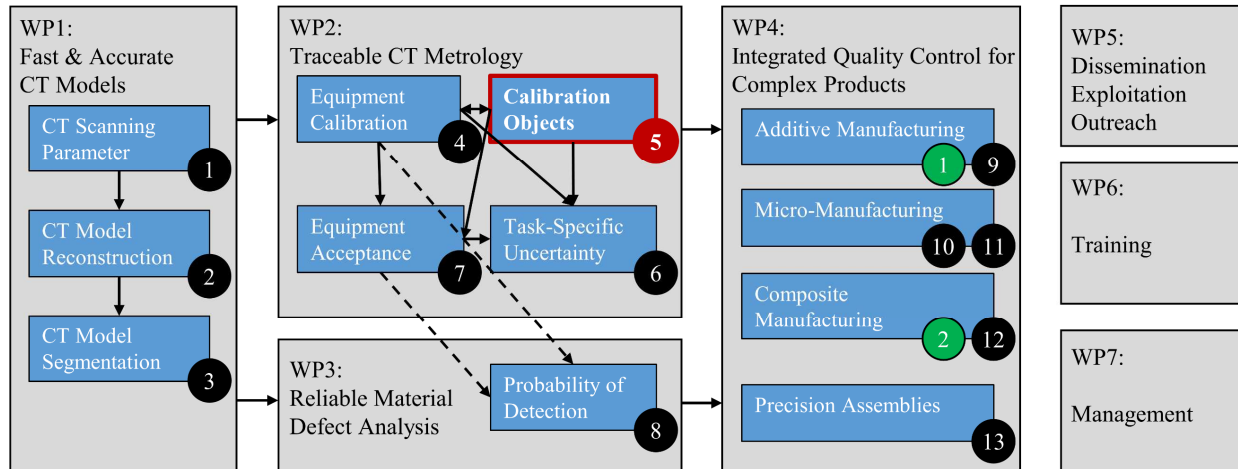 WP1:
Fast & Accurate
CT Models
CT Scanning
Parameter
1
CT Model
Reconstruction
2
CT Model
Segmentation
3
WP2:
Traceable CT Metrology
Equipment
Calibration
4
Calibration
Objects
5
Equipment
Acceptance
7
Task-Specific
Uncertainty
6
WP3:
Reliable Material
Defect Analysis
Probability of
Detection
8
WP4:
Integrated Quality Control for
Complex Products
Additive Manufacturing
1 9
Micro-Manufacturing
10 11
Composite
Manufacturing
2 12
Precision Assemblies
13
WP5:
Dissemination
Exploitation
Outreach
WP6:
Training
WP7:
Management